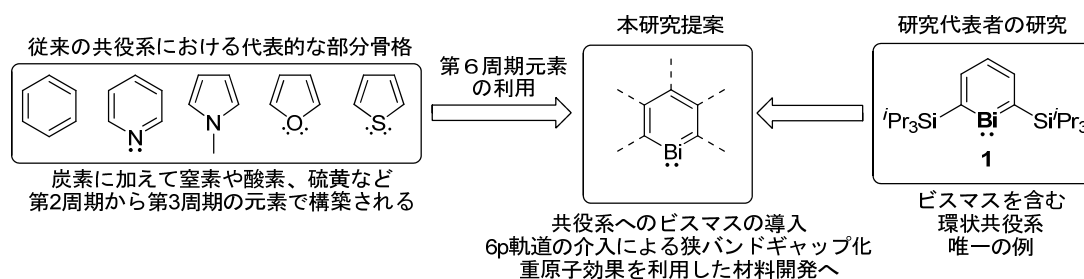 従来の共役系における代表的な部分骨格
N
N
O
S
炭素に加えて窒素や酸素、硫黄など
第2周期から第3周期の元素で構築される
第６周期元素
の利用
本研究提案
Bi
共役系へのビスマスの導入
6p軌道の介入による狭バンドギャップ化
重原子効果を利用した材料開発へ
研究代表者の研究
iPr3Si
Bi
SiiPr3
1
ビスマスを含む
環状共役系
唯一の例